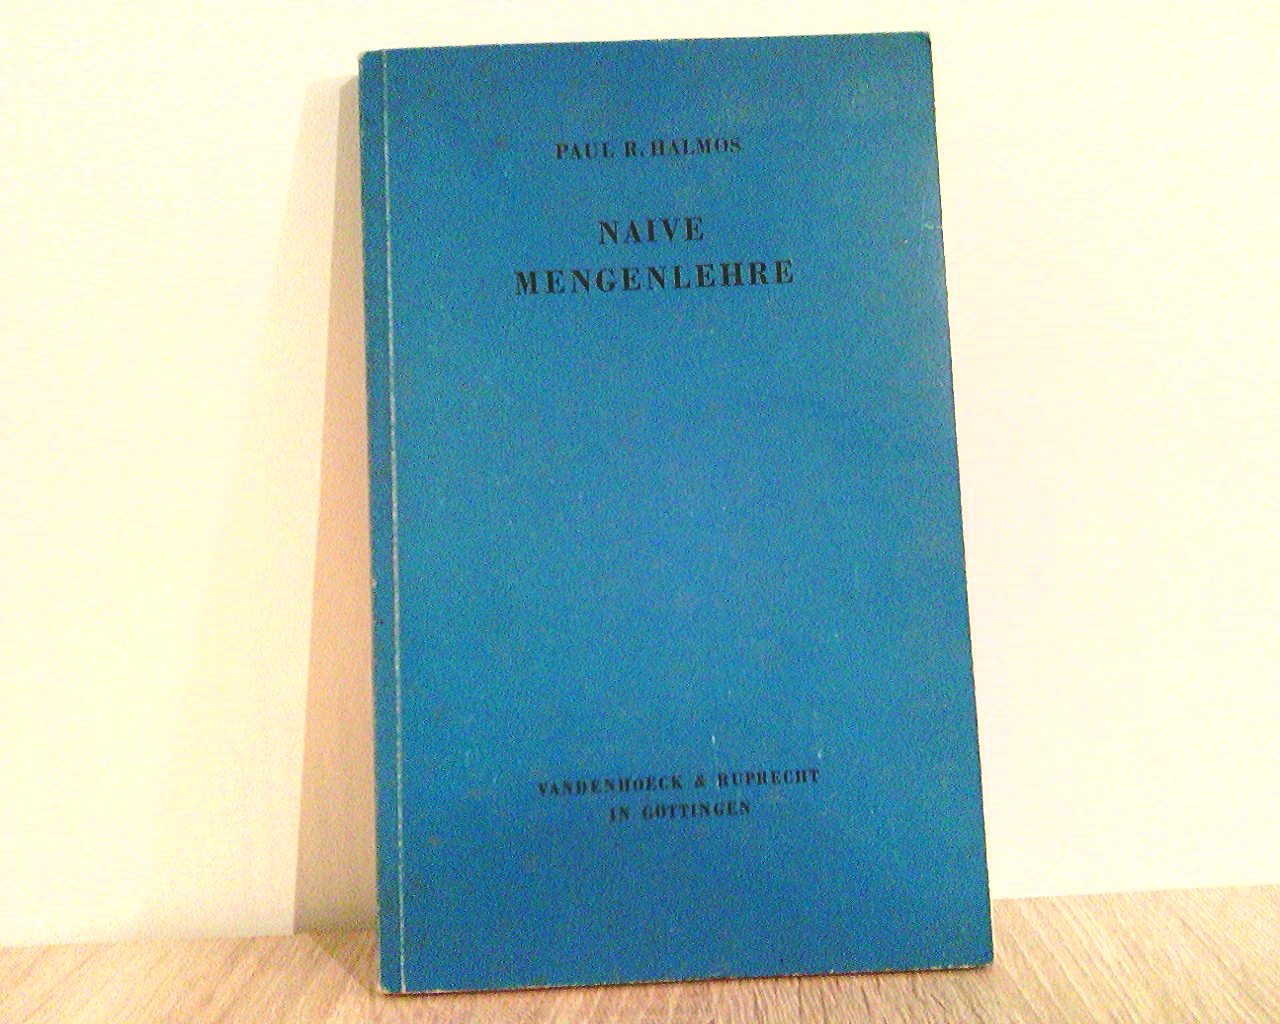 PAUL R. HALMOS
NAIVE
MENGENLEHRE
VANDENHOECK & RUPRECHT
IN GÖTTINGEN